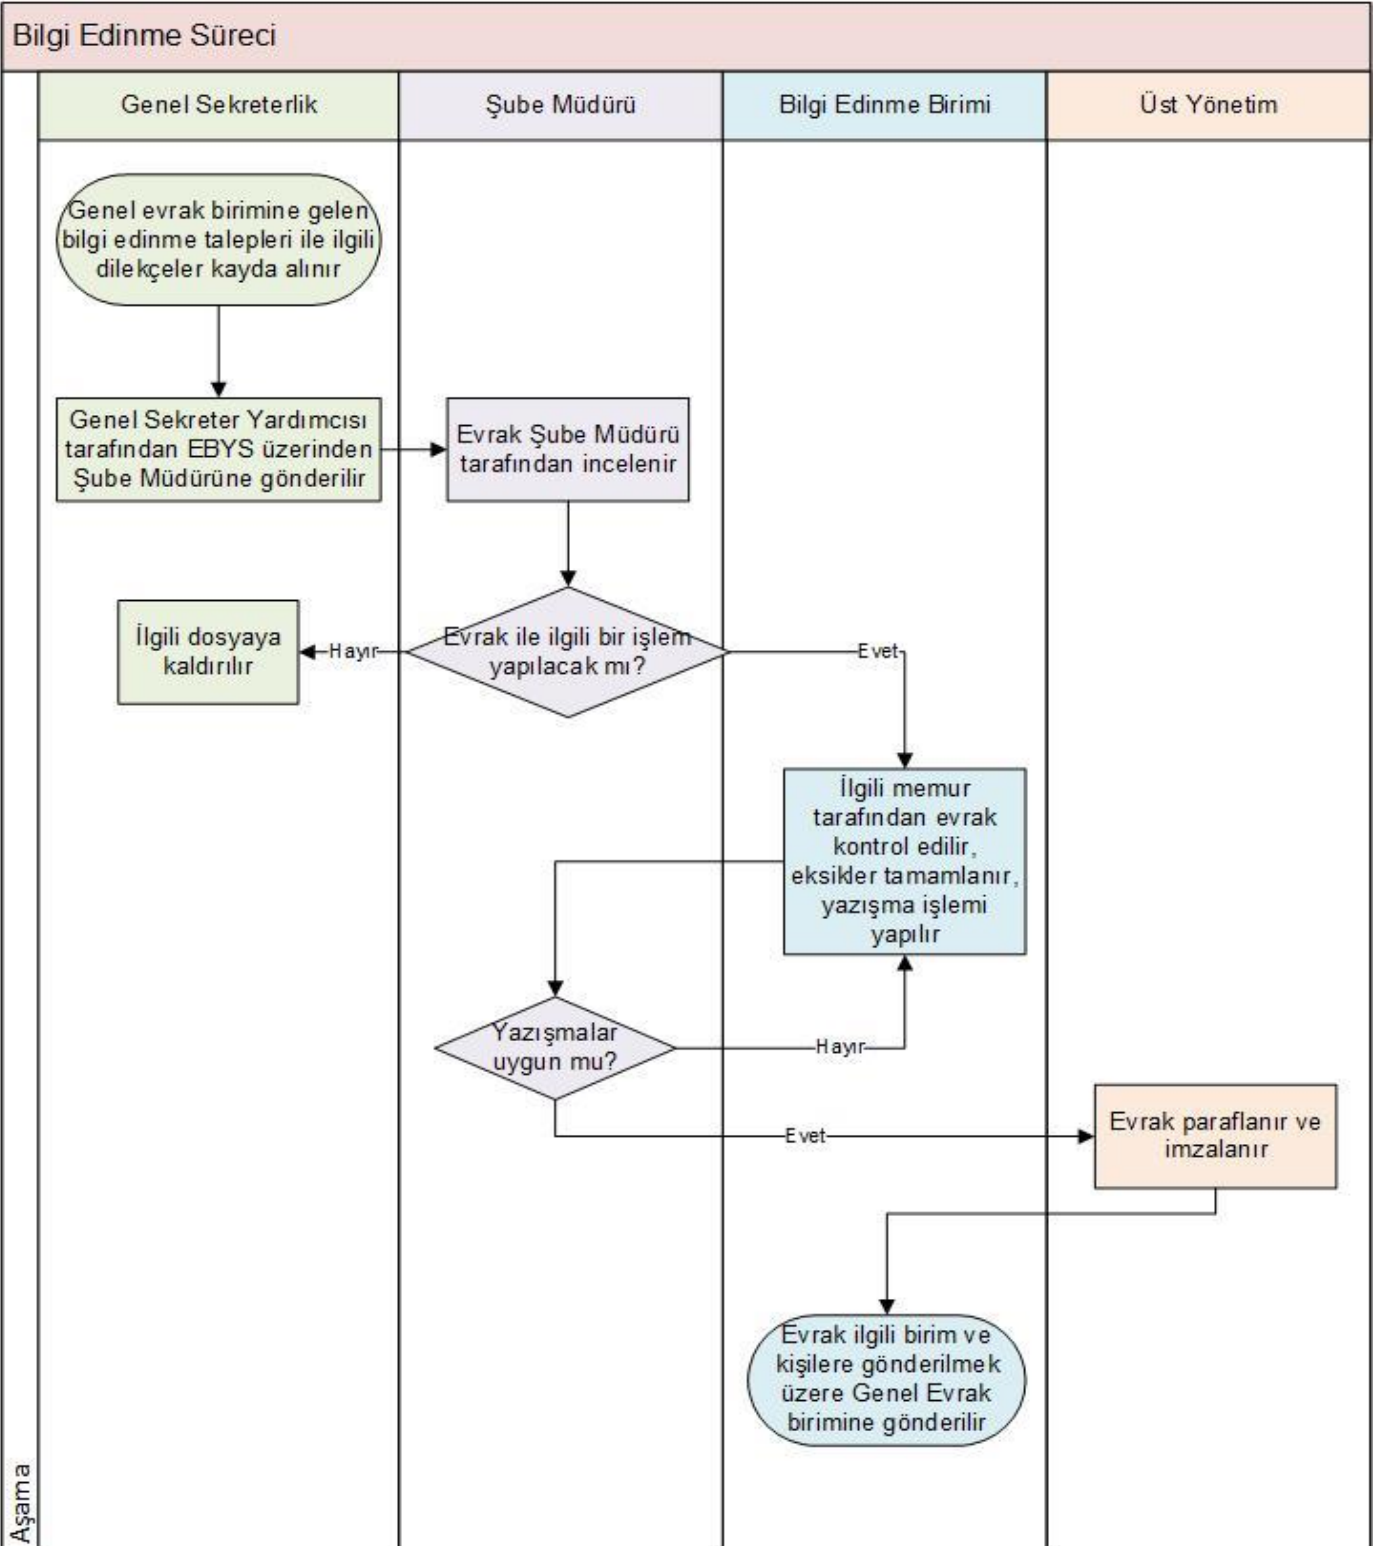 Bilgi Edinme Süreci
Genel Sekreterlik
Şube Müdürü
Bilgi Edinme Birimi
Üst Yönetim
Genel evrak birimine gelen
bilgi edinme talepleri ile ilgili
dilekçeler kayda alınır
Genel Sekreter Yardımcısı
tarafından EBYS üzerinden
Şube Müdürüne gönderilir
Evrak Şube Müdürü
tarafından incelenir
İlgili dosyaya
kaldırılır
Hayır
Evrak ile ilgili bir işlem
yapılacak mı?
Evet
İlgili memur
tarafından evrak
kontrol edilir,
eksikler tamamlanır,
yazışma işlemi
yapılır
Yazışmalar
uygun mu?
Hayır
Evet
Evrak paraflanır ve
imzalanır
Evrak ilgili birim ve
kişilere gönderilmek
üzere Genel Evrak
birimine gönderilir
Aşama